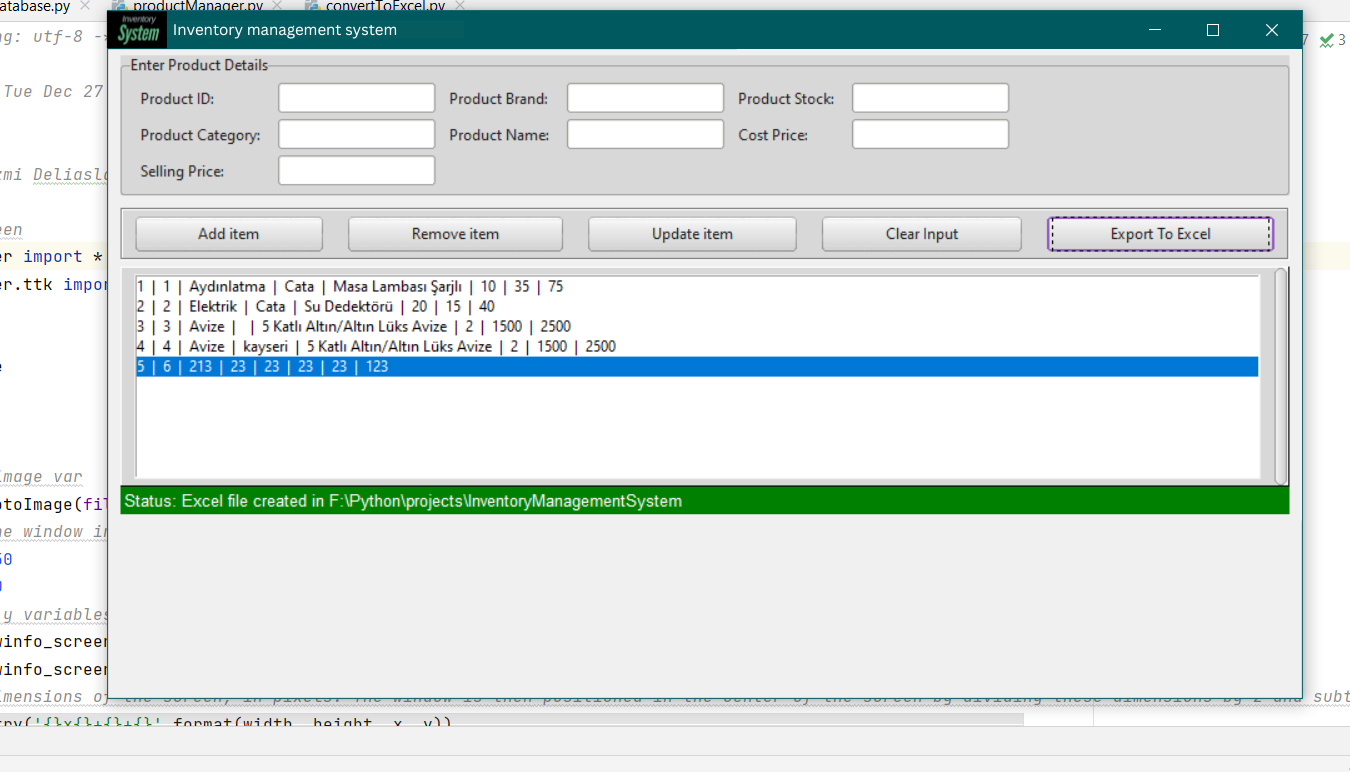 atabase.py productManager.py convertToExcel.py
ng: utf-8
Inventory
System
Inventory management system
7 3
Tue Dec 27
Enter Product Details
Product ID: Product Brand: Product Stock:
Product Category: Product Name: Cost Price:
Selling Price:
zmi Deliasla
een
er import *
er.ttk impor
Add item Remove item Update item Clear Input Export To Excel
1 | 1 | Aydınlatma | Cata | Masa Lambası Şarjlı | 10 | 35 | 75
2 | 2 | Elektrik | Cata | Su Dedektörü | 20 | 15 | 40
3 | 3 | Avize | | 5 Katlı Altın/Altın Lüks Avize | 2 | 1500 | 2500
4 | 4 | Avize | kayseri | 5 Katlı Altın/Altın Lüks Avize | 2 | 1500 | 2500
5 | 6 | 213 | 23 | 23 | 23 | 23 | 123
image var
otoImage(fil
Status: Excel file created in F:\Python\projects\InventoryManagementSystem
he window in
50
0
y variables
winfo_screen
winfo_screen
imensions of the screen, in pixels. The window is then positioned in the center of the screen by dividing these dimensions by 2 and subt
try('{}x{}+{}+{}'.format(width, height, x, y))